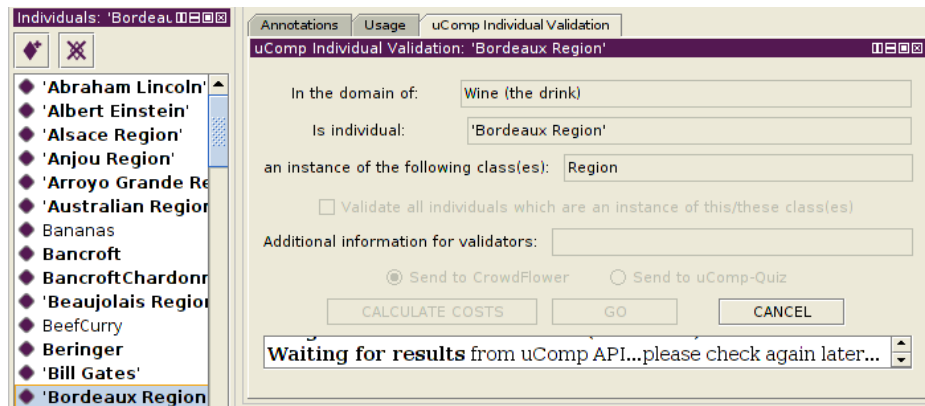 Individuals: 'Bordeau
'Abraham Lincoln'
'Albert Einstein'
'Alsace Region'
'Anjou Region'
'Arroyo Grande Re
'Australian Region
Bananas
Bancroft
BancroftChardonn
'Beaujolais Region
BeefCurry
Beringer
'Bill Gates'
'Bordeaux Region
Annotations Usage uComp Individual Validation
uComp Individual Validation: 'Bordeaux Region'
In the domain of: Wine (the drink)
Is individual: 'Bordeaux Region'
an instance of the following class(es): Region
Validate all individuals which are an instance of this/these class(es)
Additional information for validators:
Send to CrowdFlower Send to uComp-Quiz
CALCULATE COSTS GO CANCEL
Waiting for results from uComp API...please check again later...